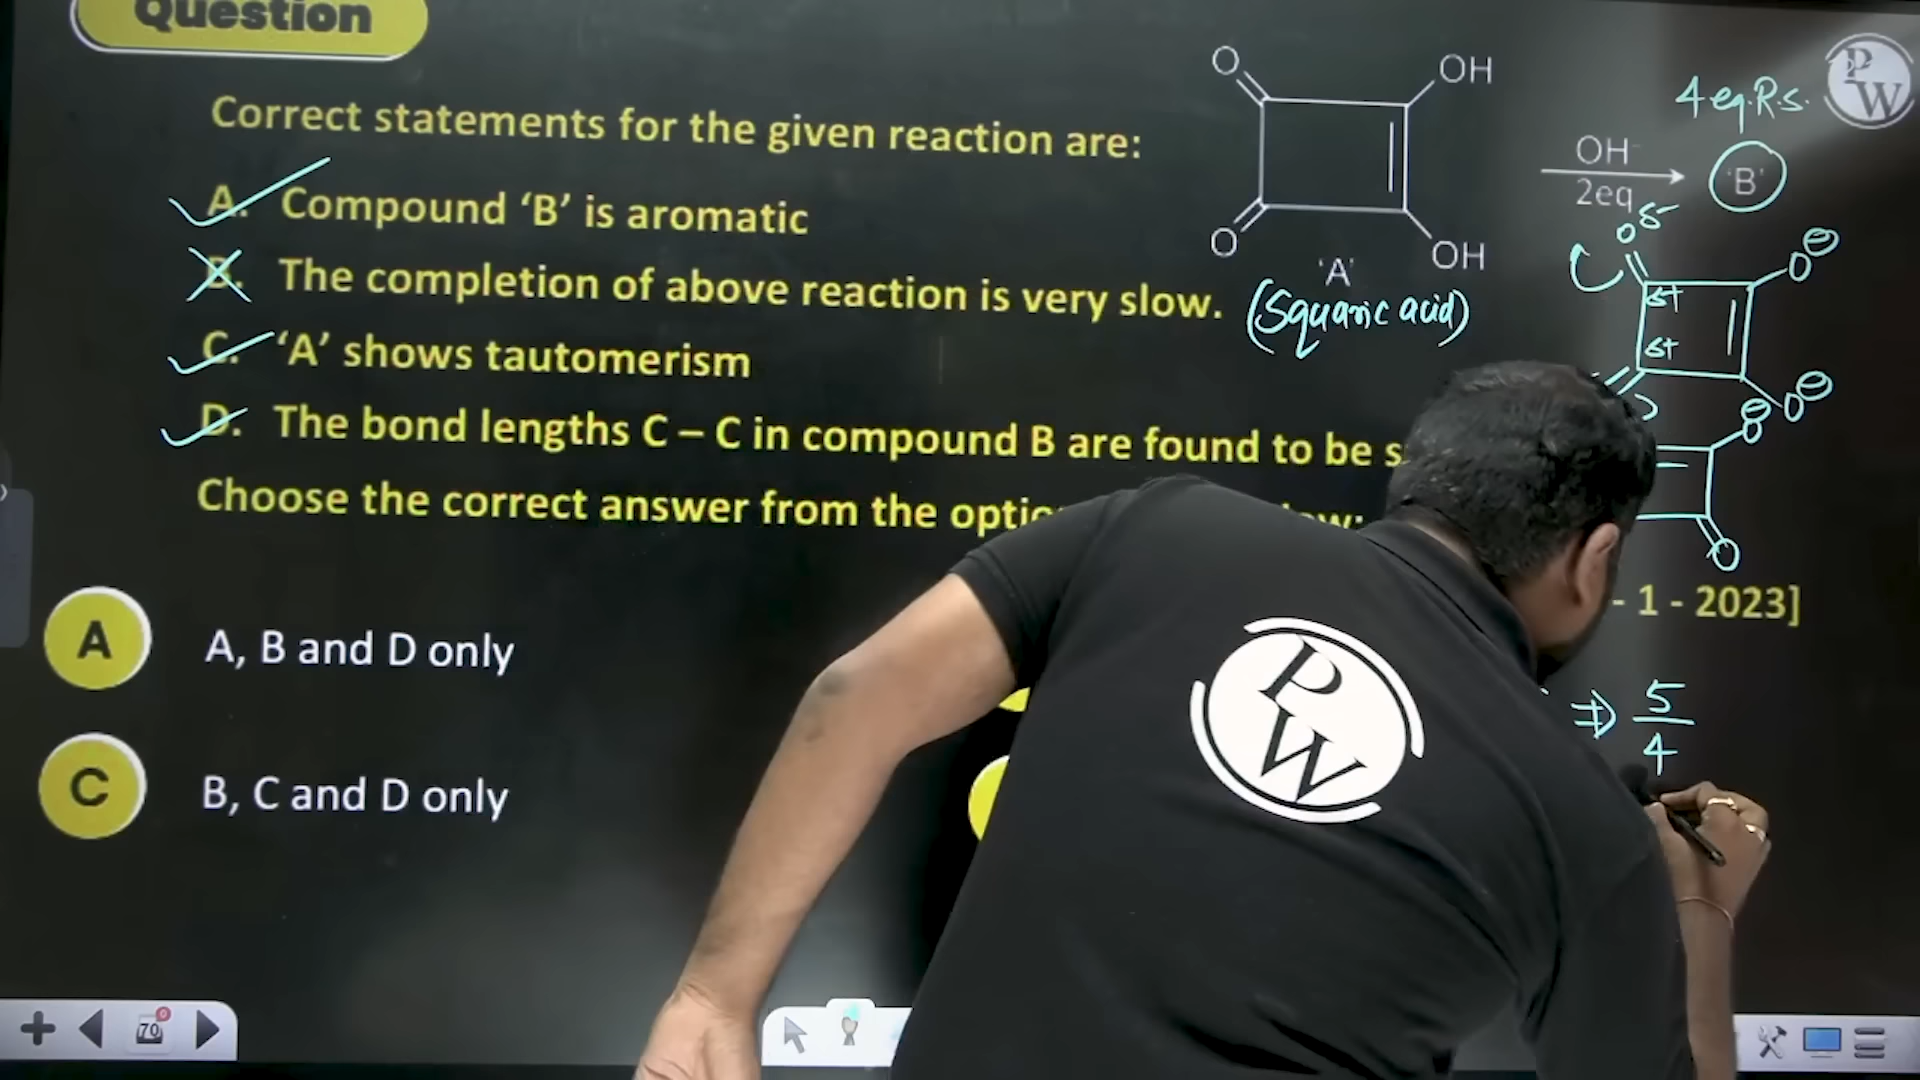 Question
Correct statements for the given reaction are:
A. Compound ‘B’ is aromatic
B. The completion of above reaction is very slow.
C. ‘A’ shows tautomerism
D. The bond lengths C – C in compound B are found to be s
Choose the correct answer from the
- 1 - 2023]
A
A, B and D only
C
B, C and D only
O
OH
O
OH
'A'
(Squaric acid)
OH⁻
2eq
'B'
4 eq. R.S.
P
W
O δ-
O⊖
δ+
δ+
O⊖
O⊖
O
⇒ 5
4
P
W
70